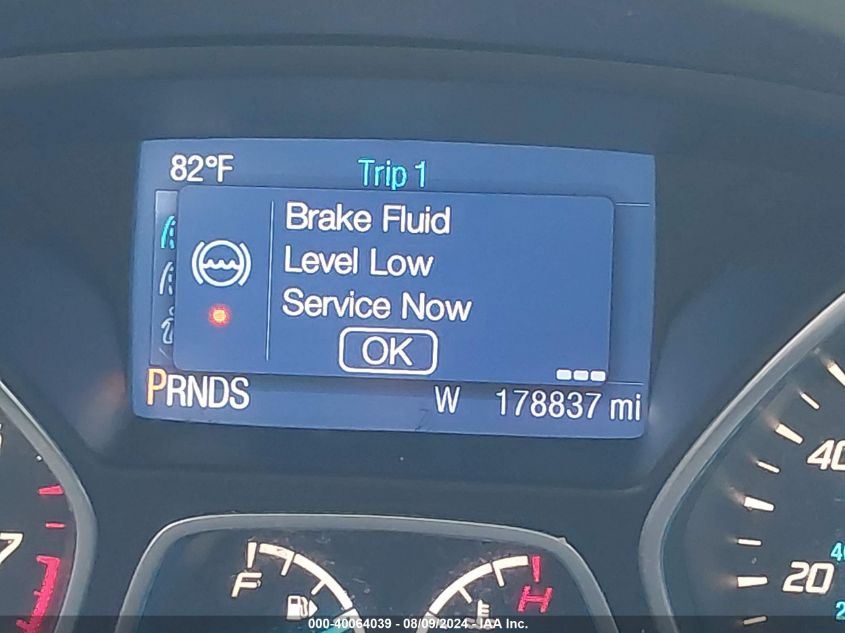 82°F
Trip 1
Brake Fluid
Level Low
Service Now
OK
PRNDS
W
178837 mi
F
H
7
40
20
000-40064039 - 08/09/2024 - IAA Inc.